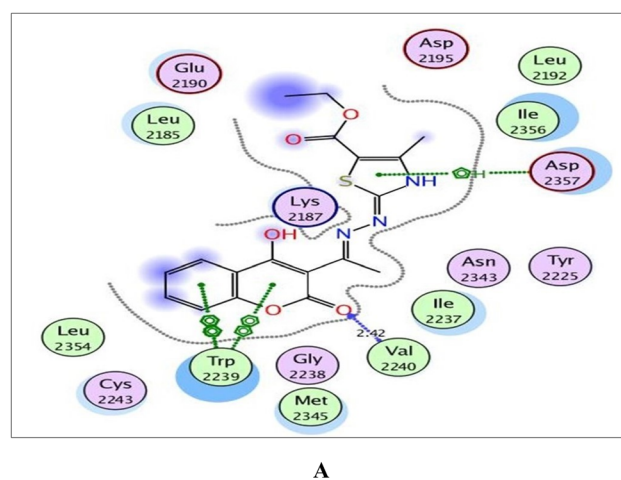 Asp
2195
Leu
2192
Glu
2190
Leu
2185
Ile
2356
O
O
Asp
2357
H
S
NH
Lys
2187
N
N
OH
Asn
2343
Tyr
2225
O
O
Ile
2237
2.42
Leu
2354
Trp
2239
Gly
2238
Val
2240
Cys
2243
Met
2345
A